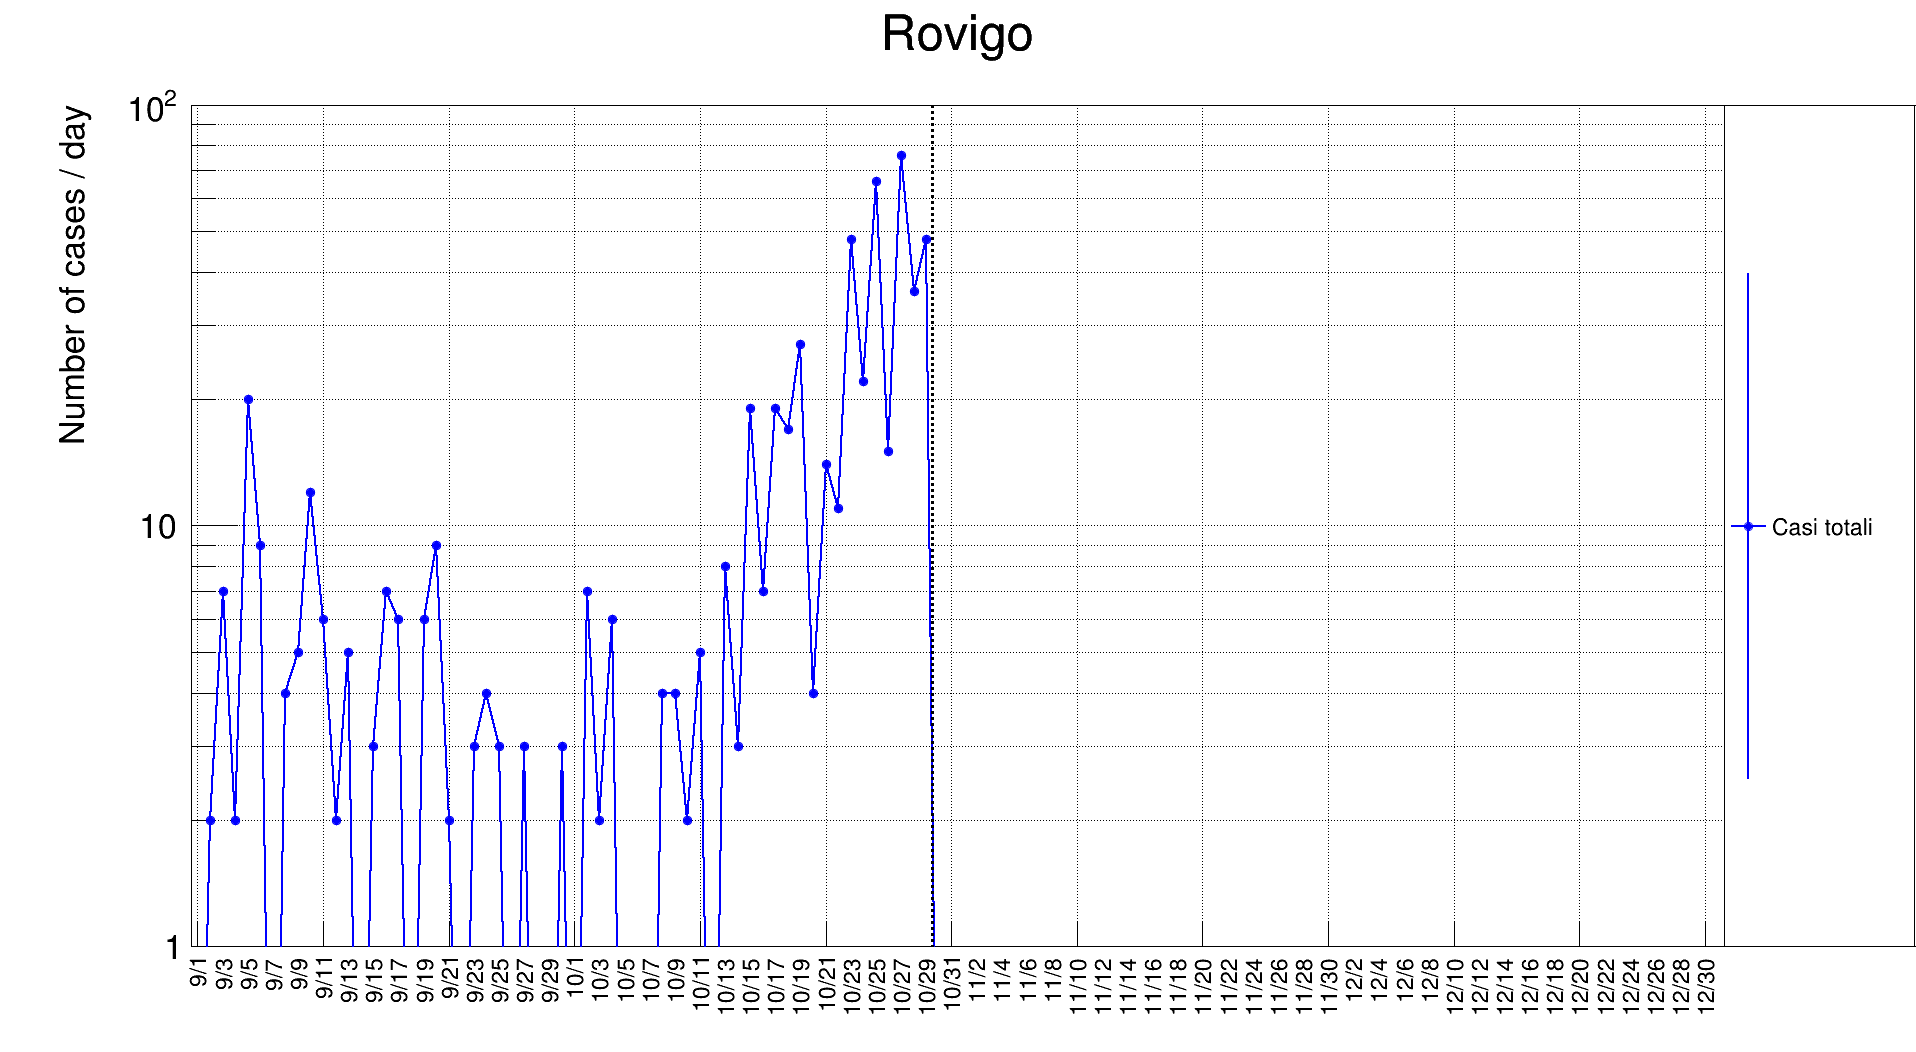 Rovigo
Number of cases / day
10²
10
1
9/1 9/3 9/5 9/7 9/9 9/11 9/13 9/15 9/17 9/19 9/21 9/23 9/25 9/27 9/29 10/1 10/3 10/5 10/7 10/9 10/11 10/13 10/15 10/17 10/19 10/21 10/23 10/25 10/27 10/29 10/31 11/2 11/4 11/6 11/8 11/10 11/12 11/14 11/16 11/18 11/20 11/22 11/24 11/26 11/28 11/30 12/2 12/4 12/6 12/8 12/10 12/12 12/14 12/16 12/18 12/20 12/22 12/24 12/26 12/28 12/30
Casi totali